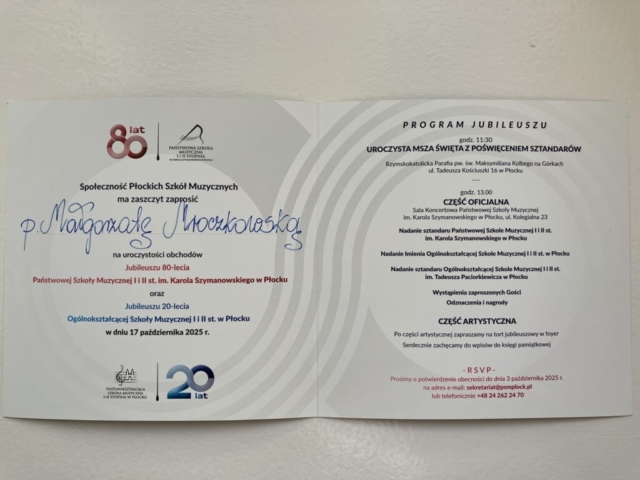 80 lat
PAŃSTWOWA SZKOŁA
MUZYCZNA
I i II STOPNIA
Społeczność Płockich Szkół Muzycznych
ma zaszczyt zaprosić
p. Małgorzatę Mroczkowską
na uroczystości obchodów
Jubileuszu 80-lecia
Państwowej Szkoły Muzycznej I i II st. im. Karola Szymanowskiego w Płocku
oraz
Jubileuszu 20-lecia
Ogólnokształcącej Szkoły Muzycznej I i II st. w Płocku
w dniu 17 października 2025 r.
OGÓLNOKSZTAŁCĄCA
SZKOŁA MUZYCZNA
I i II STOPNIA W PŁOCKU
20 lat
PROGRAM JUBILEUSZU
godz. 11:30
UROCZYSTA MSZA ŚWIĘTA Z POŚWIĘCENIEM SZTANDARÓW
Rzymskokatolicka Parafia pw. św. Maksymiliana Kolbego na Górkach
ul. Tadeusza Kościuszki 16 w Płocku
godz. 13.00
CZĘŚĆ OFICJALNA
Sala Koncertowa Państwowej Szkoły Muzycznej
im. Karola Szymanowskiego w Płocku, ul. Kolegialna 23
Nadanie sztandaru Państwowej Szkole Muzycznej I i II st.
im. Karola Szymanowskiego w Płocku
Nadanie Imienia Ogólnokształcącej Szkole Muzycznej I i II st. w Płocku
Nadanie sztandaru Ogólnokształcącej Szkole Muzycznej I i II st.
im. Tadeusza Paciorkiewicza w Płocku
Wystąpienia zaproszonych Gości
Odznaczenia i nagrody
CZĘŚĆ ARTYSTYCZNA
Po części artystycznej zapraszamy na tort jubileuszowy w foyer
Serdecznie zachęcamy do wpisów do księgi pamiątkowej
- RSVP -
Prosimy o potwierdzenie obecności do dnia 3 października 2025 r.
na adres e-mail: sekretariat@psmplock.pl
lub telefonicznie +48 24 262 24 70